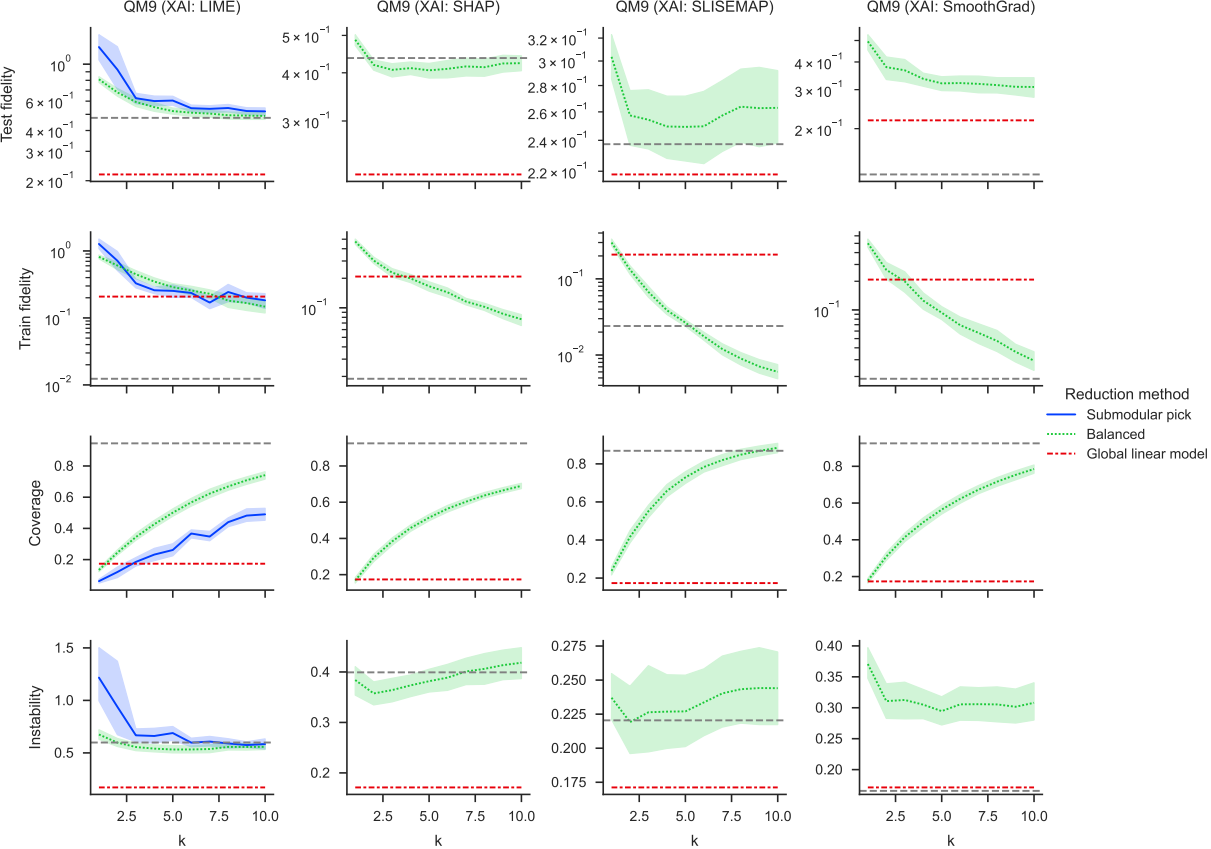 QM9 (XAI: LIME)
QM9 (XAI: SHAP)
QM9 (XAI: SLISEMAP)
QM9 (XAI: SmoothGrad)
Test fidelity
10⁰
6 × 10⁻¹
4 × 10⁻¹
3 × 10⁻¹
2 × 10⁻¹
5 × 10⁻¹
4 × 10⁻¹
3 × 10⁻¹
3.2 × 10⁻¹
3 × 10⁻¹
2.8 × 10⁻¹
2.6 × 10⁻¹
2.4 × 10⁻¹
2.2 × 10⁻¹
4 × 10⁻¹
3 × 10⁻¹
2 × 10⁻¹
Train fidelity
10⁰
10⁻¹
10⁻²
10⁻¹
10⁻¹
10⁻²
10⁻¹
Coverage
0.8
0.6
0.4
0.2
0.8
0.6
0.4
0.2
0.8
0.6
0.4
0.2
0.8
0.6
0.4
0.2
Reduction method
Submodular pick
Balanced
Global linear model
Instability
1.5
1.0
0.5
0.4
0.3
0.2
0.275
0.250
0.225
0.200
0.175
0.40
0.35
0.30
0.25
0.20
2.5 5.0 7.5 10.0
2.5 5.0 7.5 10.0
2.5 5.0 7.5 10.0
2.5 5.0 7.5 10.0
k
k
k
k